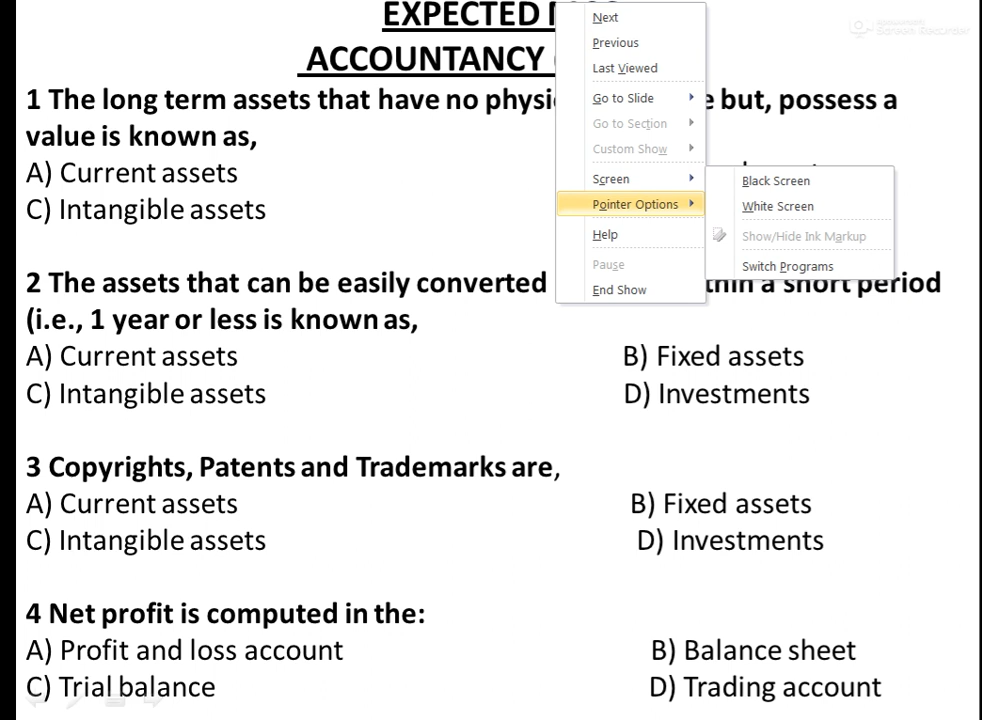 EXPECTED
ACCOUNTANCY
1 The long term assets that have no but, possess a
value is known as,
A) Current assets
C) Intangible assets
2 The assets that can be easily converted a short period
(i.e., 1 year or less is known as,
A) Current assets B) Fixed assets
C) Intangible assets D) Investments
3 Copyrights, Patents and Trademarks are,
A) Current assets B) Fixed assets
C) Intangible assets D) Investments
4 Net profit is computed in the:
A) Profit and loss account B) Balance sheet
C) Trial balance D) Trading account
Next
Previous
Last Viewed
Go to Slide
Go to Section
Custom Show
Screen
Pointer Options
Help
Pause
End Show
Black Screen
White Screen
Show/Hide Ink Markup
Switch Programs
Screen Recorder